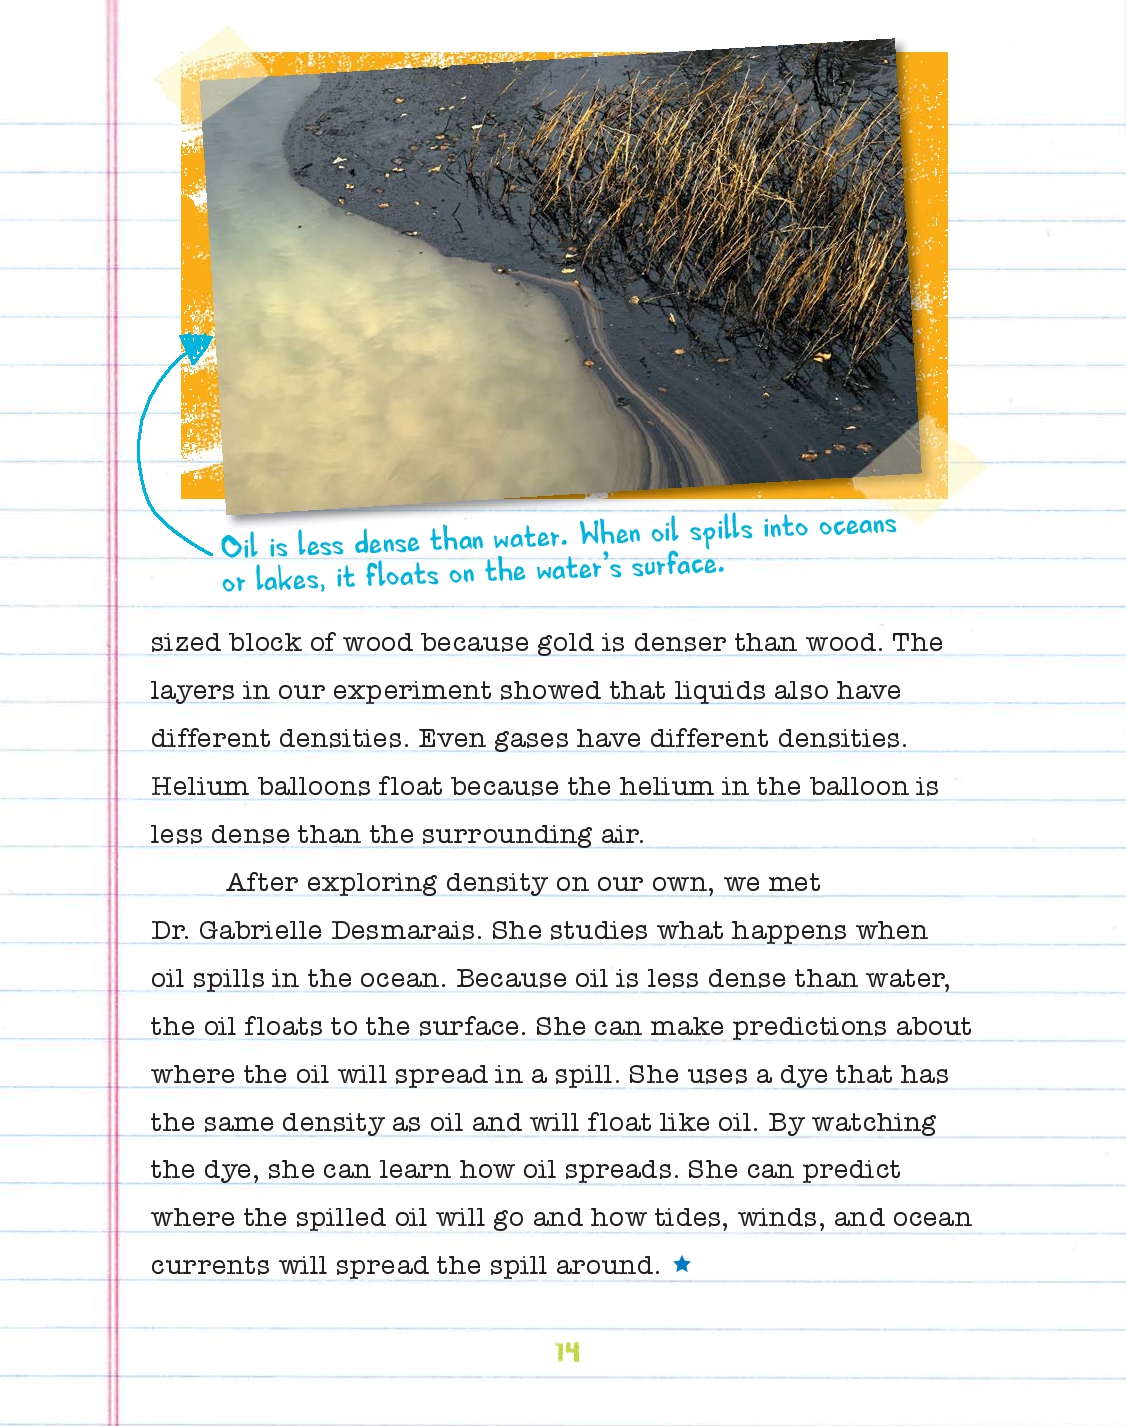 Oil is less dense than water. When oil spills into oceans
or lakes, it floats on the water's surface.
sized block of wood because gold is denser than wood. The
layers in our experiment showed that liquids also have
different densities. Even gases have different densities.
Helium balloons float because the helium in the balloon is
less dense than the surrounding air.
After exploring density on our own, we met
Dr. Gabrielle Desmarais. She studies what happens when
oil spills in the ocean. Because oil is less dense than water,
the oil floats to the surface. She can make predictions about
where the oil will spread in a spill. She uses a dye that has
the same density as oil and will float like oil. By watching
the dye, she can learn how oil spreads. She can predict
where the spilled oil will go and how tides, winds, and ocean
currents will spread the spill around. ★
14